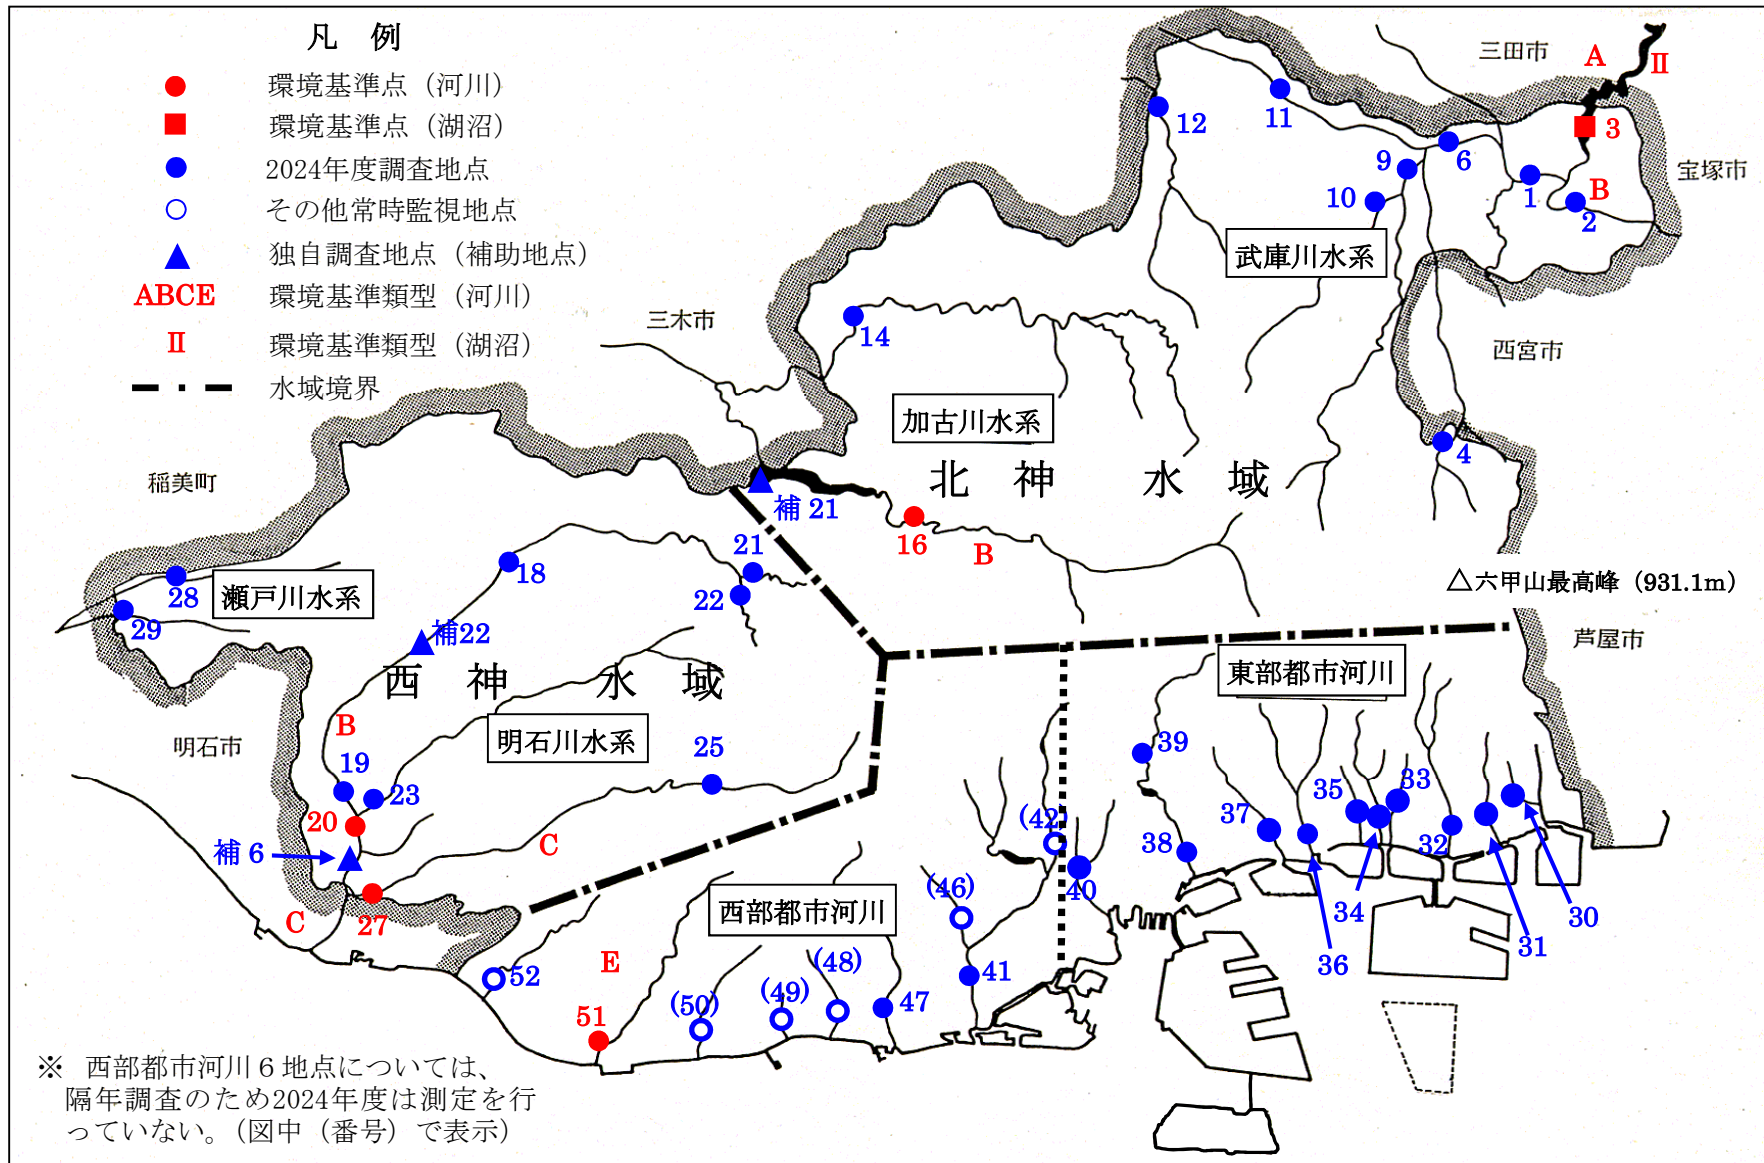 凡 例
環境基準点（河川）
環境基準点（湖沼）
2024年度調査地点
その他常時監視地点
独自調査地点（補助地点）
ABCE 環境基準類型（河川）
Ⅱ 環境基準類型（湖沼）
水域境界
三田市
A
Ⅱ
3
宝塚市
12
11
6
9
10
1
B
2
武庫川水系
三木市
14
西宮市
加古川水系
4
北神水域
稲美町
補 21
16
B
21
18
22
28
瀬戸川水系
29
補22
△六甲山最高峰（931.1m）
芦屋市
西神水域
東部都市河川
B
明石川水系
明石市
25
19
23
39
20
補 6
C
35
33
37
(42)
38
32
40
C
27
西部都市河川
(46)
34
30
31
36
E
52
(48)
(49)
(50)
47
41
51
※ 西部都市河川６地点については、
隔年調査のため2024年度は測定を行
っていない。（図中（番号）で表示）